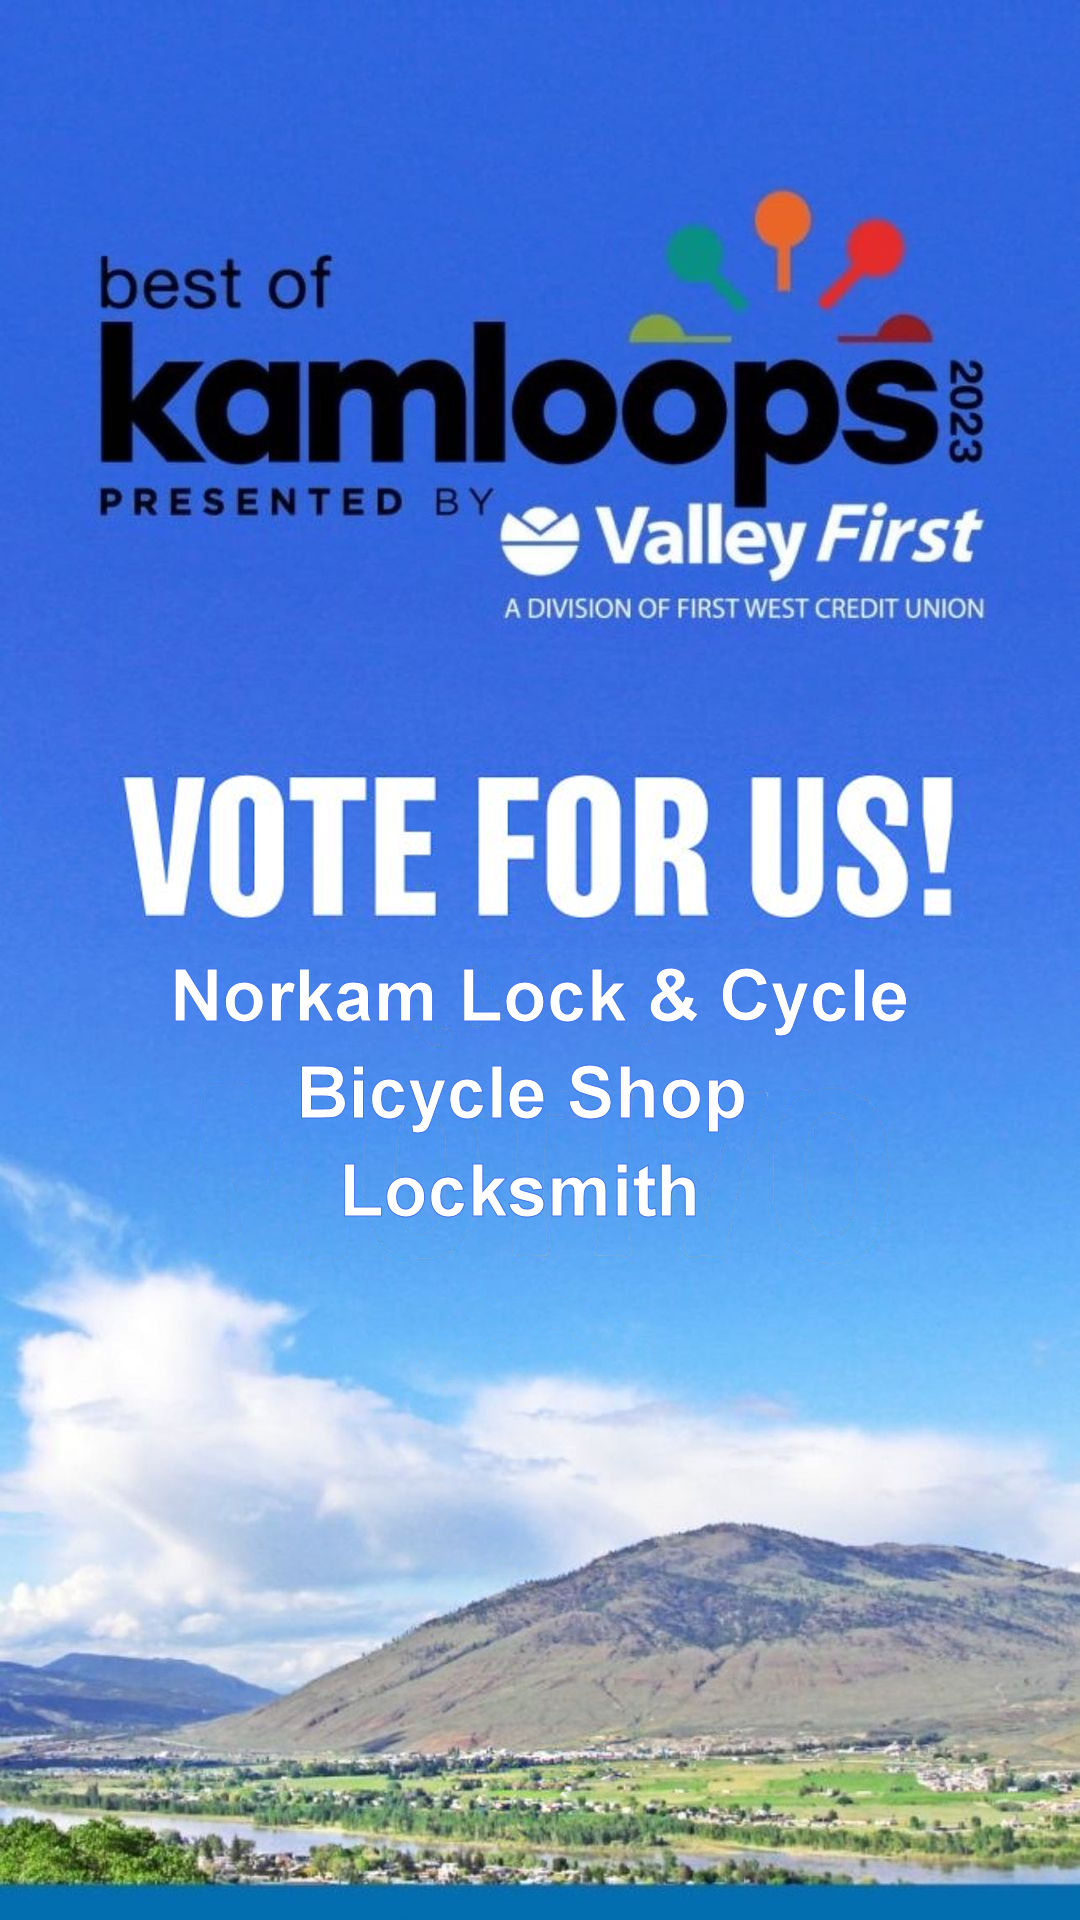 best of
kamloops 2023
PRESENTED BY
Valley First
A DIVISION OF FIRST WEST CREDIT UNION
VOTE FOR US!
Norkam Lock & Cycle
Bicycle Shop
Locksmith